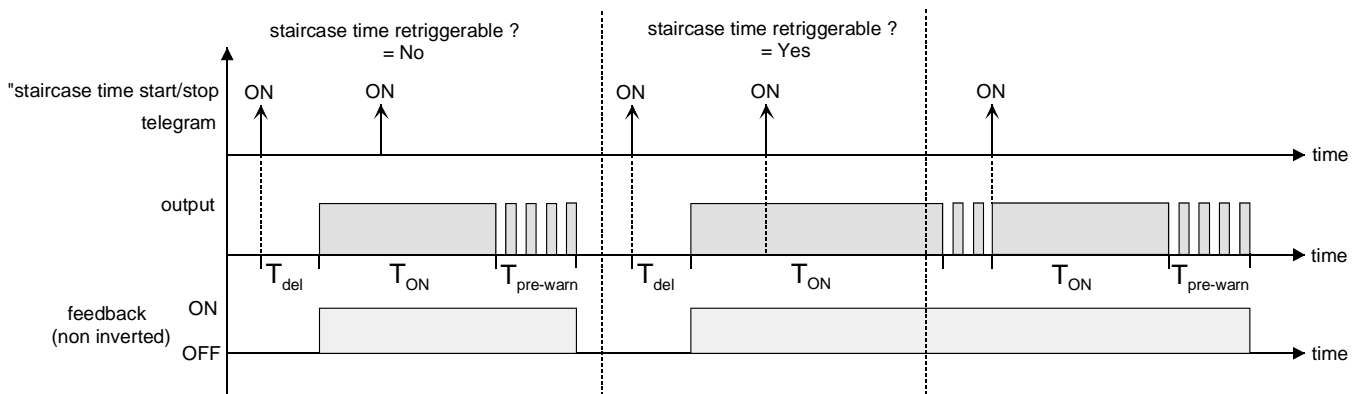 staircase time retriggerable ?
= No
staircase time retriggerable ?
= Yes
"staircase time start/stop
telegram
ON
ON
ON
ON
ON
time
output
time
T del
T ON
T pre-warn
T del
T ON
T ON
T pre-warn
feedback
(non inverted)
ON
OFF
time